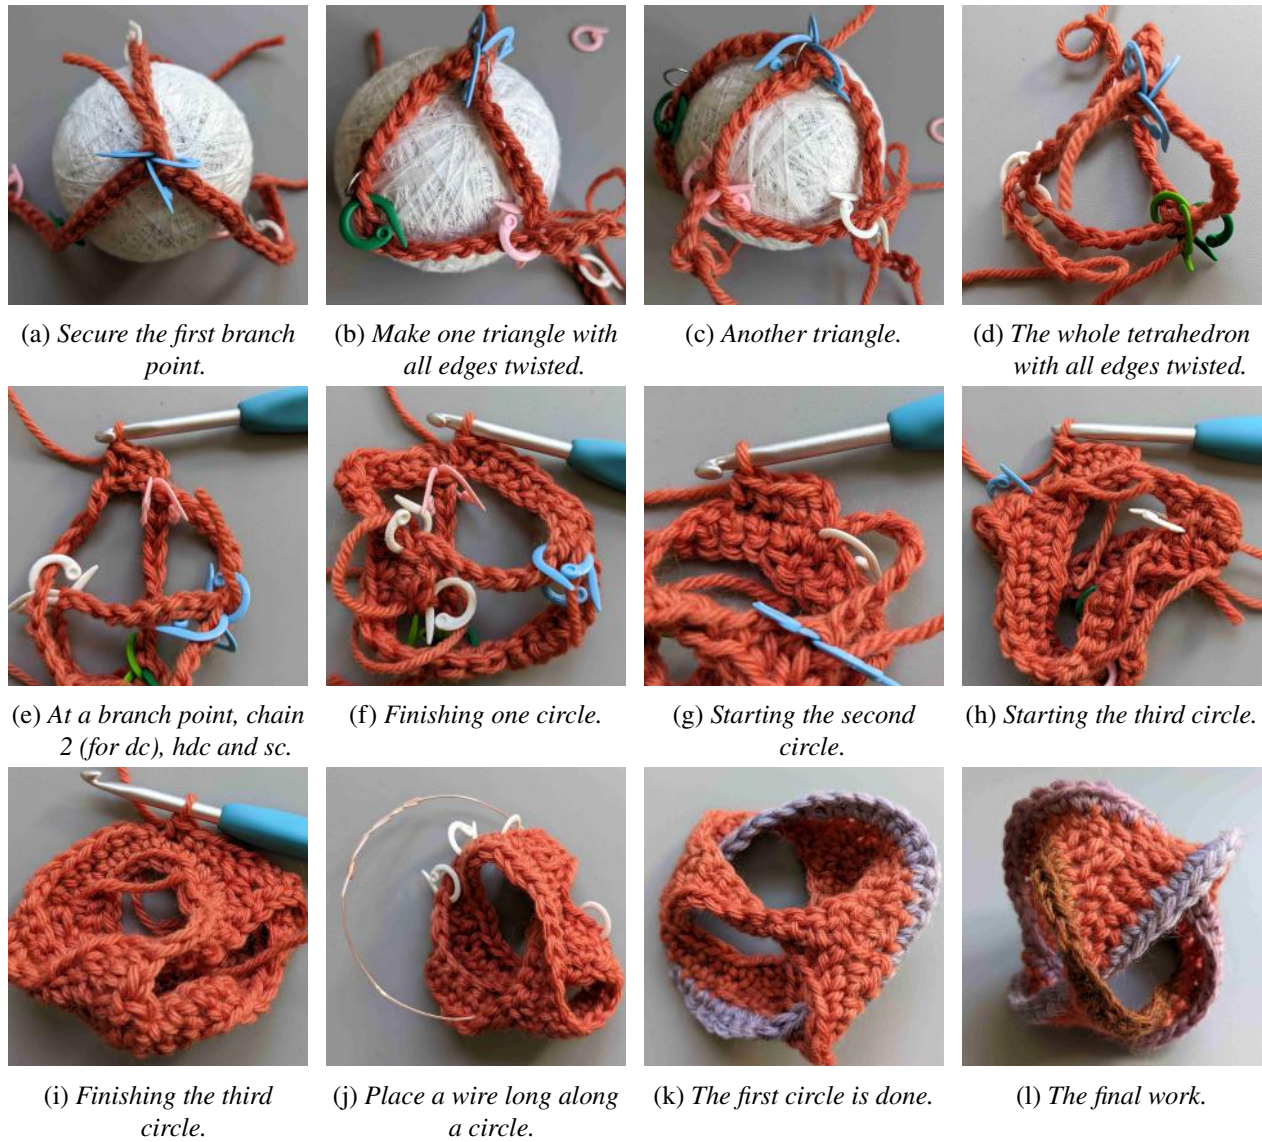 (a) Secure the first branch
point.
(b) Make one triangle with
all edges twisted.
(c) Another triangle.
(d) The whole tetrahedron
with all edges twisted.
(e) At a branch point, chain
2 (for dc), hdc and sc.
(f) Finishing one circle.
(g) Starting the second
circle.
(h) Starting the third circle.
(i) Finishing the third
circle.
(j) Place a wire long along
a circle.
(k) The first circle is done.
(l) The final work.